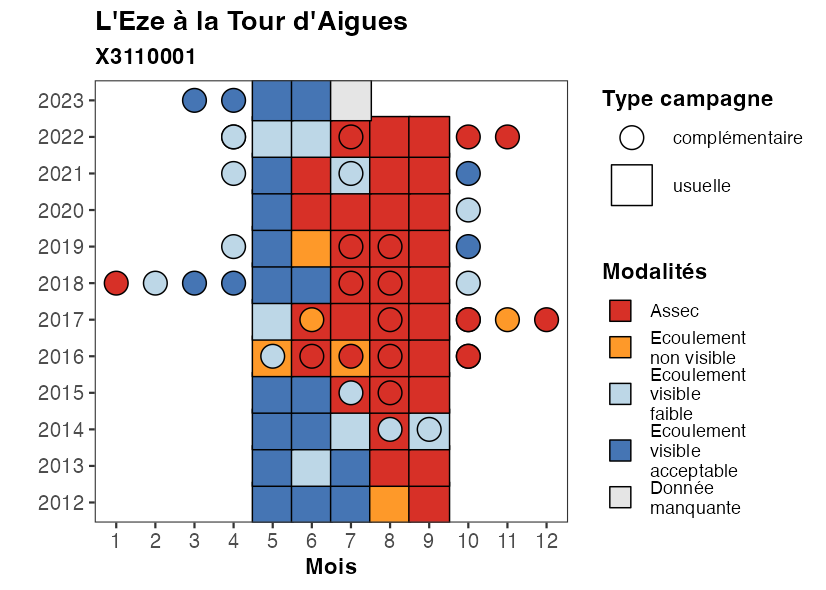 L'Eze à la Tour d'Aigues
X3110001
2023
2022
2021
2020
2019
2018
2017
2016
2015
2014
2013
2012
1 2 3 4 5 6 7 8 9 10 11 12
Mois
Type campagne
complémentaire
usuelle
Modalités
Assec
Ecoulement
non visible
Ecoulement
visible
faible
Ecoulement
visible
acceptable
Donnée
manquante